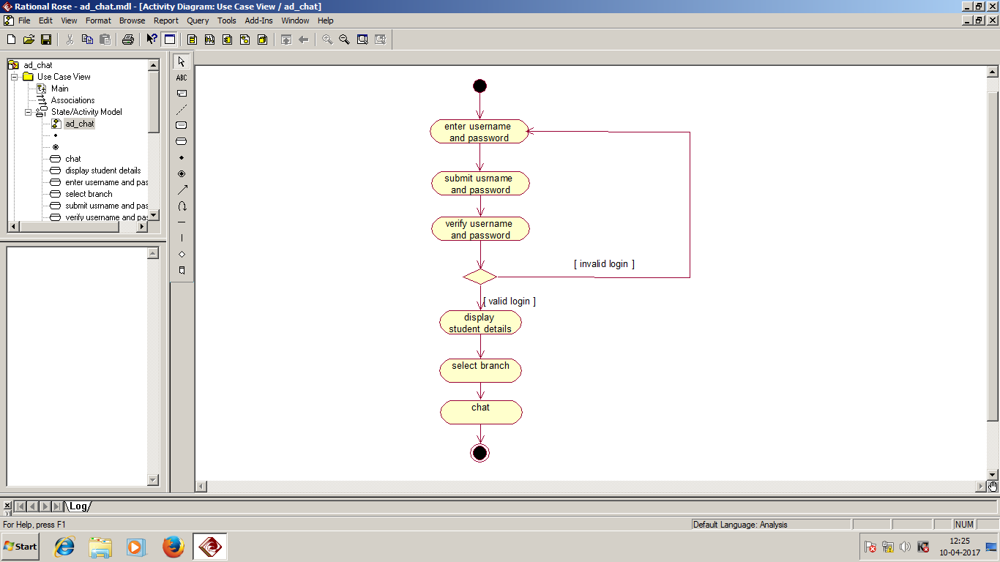 Rational Rose - ad_chat.mdl - [Activity Diagram: Use Case View / ad_chat]
File Edit View Format Browse Report Query Tools Add-Ins Window Help
ad_chat
Use Case View
Main
Associations
State/Activity Model
ad_chat
chat
display student details
enter username and pas
select branch
submit usrname and pas
verify username and pas
ABC
enter username
and password
submit usrname
and password
verify username
and password
[ invalid login ]
[ valid login ]
display
student details
select branch
chat
Log
For Help, press F1
Default Language: Analysis
NUM
Start
12:25
10-04-2017